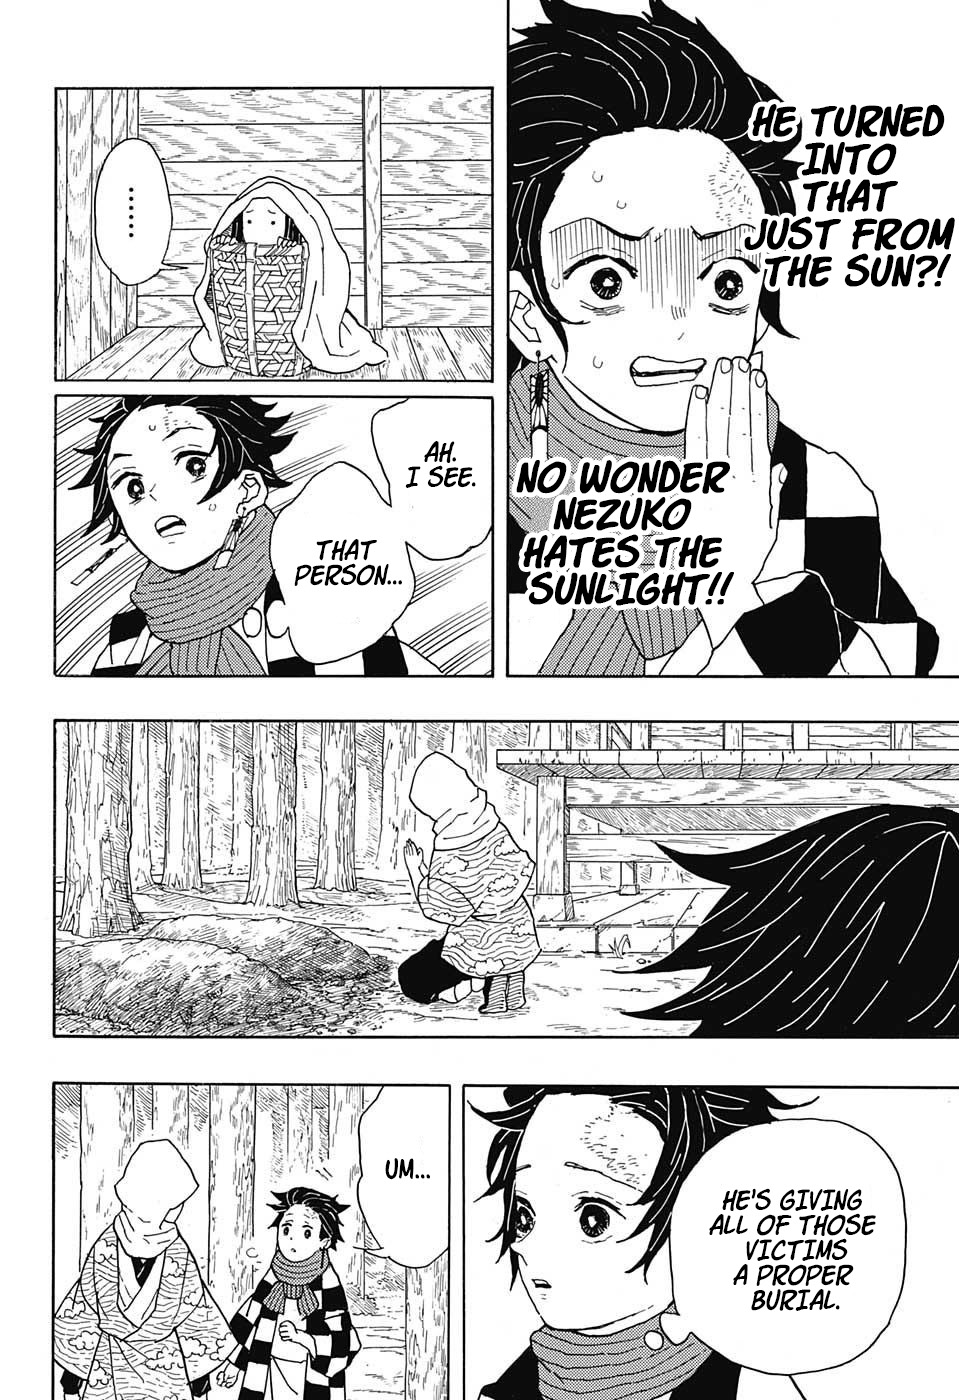 HE TURNED
INTO
THAT
JUST FROM
THE SUN?!
NO WONDER
NEZUKO
HATES THE
SUNLIGHT!!
......
AH.
I SEE.
THAT
PERSON...
HE'S GIVING
ALL OF THOSE
VICTIMS
A PROPER
BURIAL.
UM...